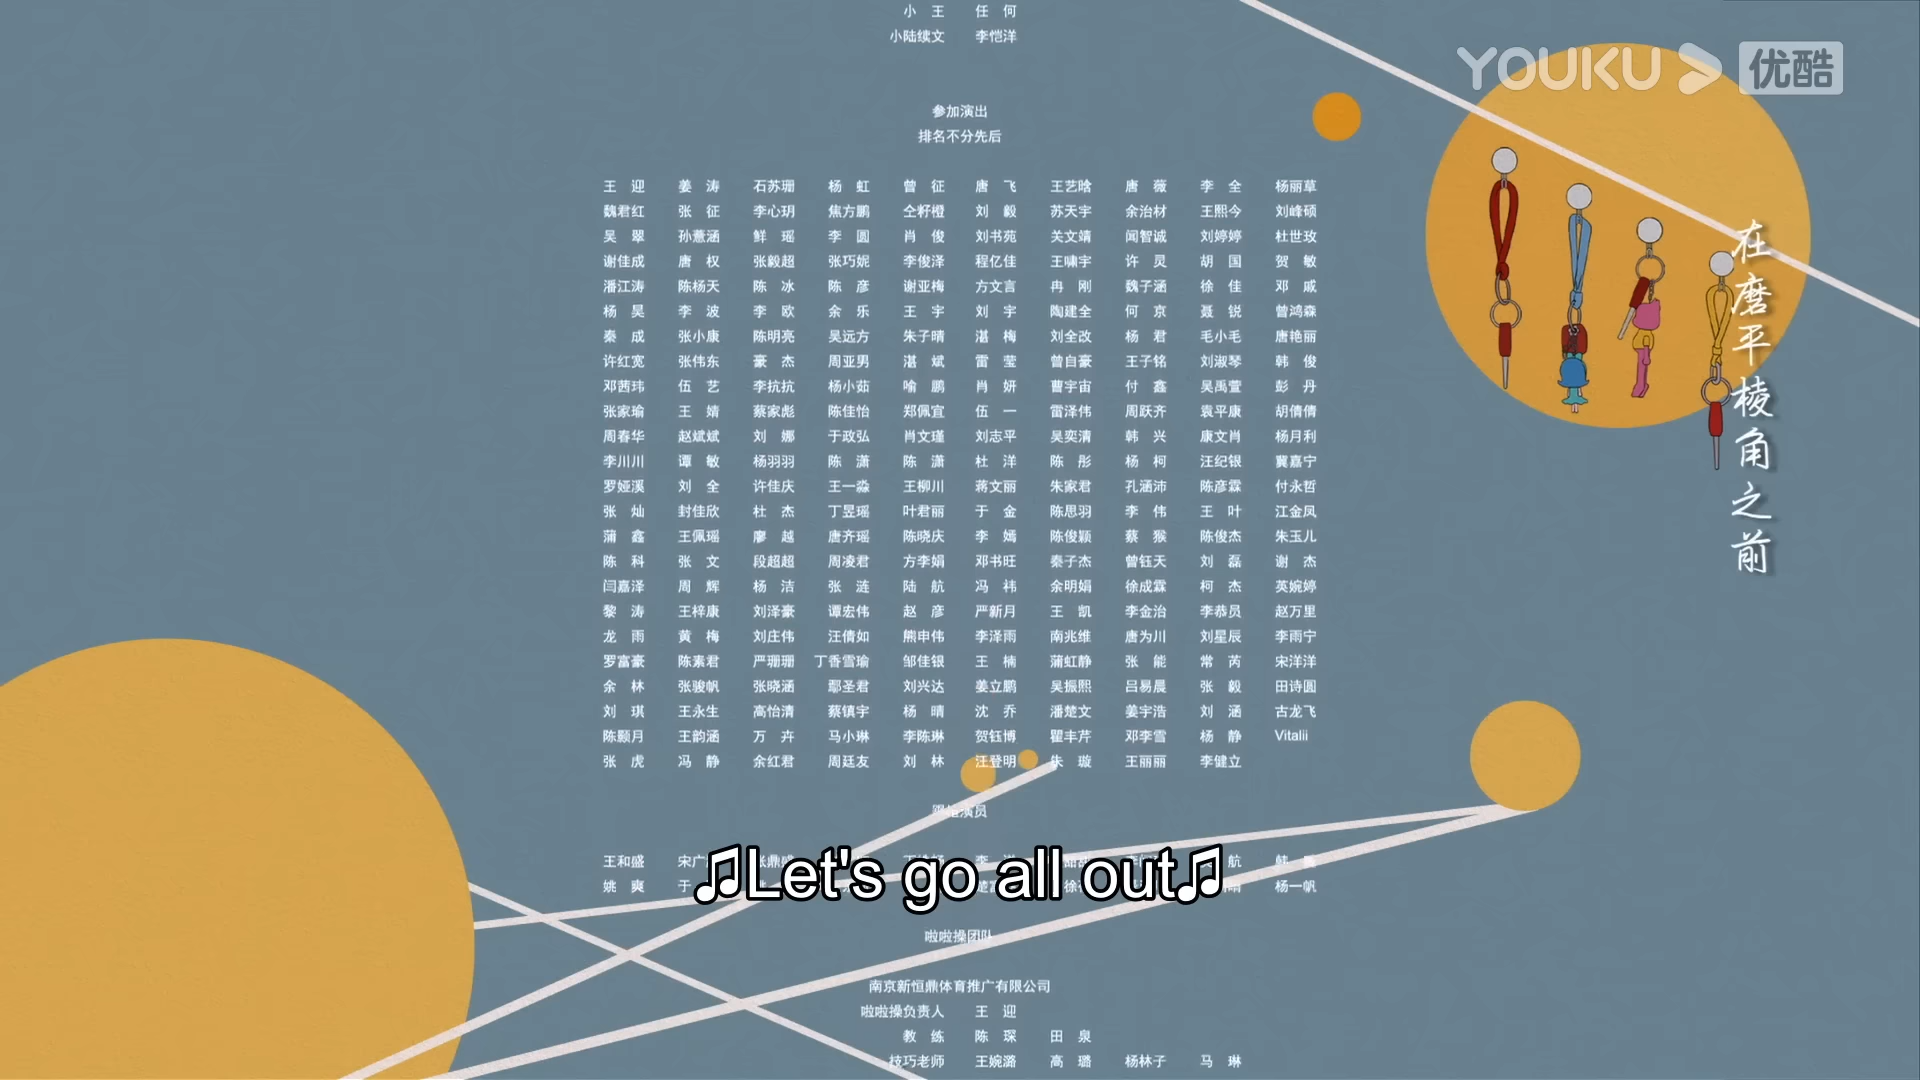 小王 任何
小陆续文 李恺洋
YOUKU 优酷
参加演出
排名不分先后
王迎 姜涛 石苏珊 杨虹 曾征 唐飞 王艺晗 唐薇 李全 杨丽草
魏君红 张征 李心玥 焦方鹏 仝籽橙 刘毅 苏天宇 余治材 王熙今 刘峰硕
吴翠 孙薏涵 鲜瑶 李圆 肖俊 刘书苑 关文靖 闻智诚 刘婷婷 杜世玫
谢佳成 唐权 张毅超 张巧妮 李俊泽 程亿佳 王啸宇 许灵 胡国 贺敏
潘江涛 陈杨天 陈冰 陈彦 谢亚梅 方文言 冉刚 魏子涵 徐佳 邓戚
杨昊 李波 李欧 余乐 王宇 刘宇 陶建全 何京 聂锐 曾鸿森
秦成 张小康 陈明亮 吴远方 朱子晴 湛梅 刘全改 杨君 毛小毛 唐艳丽
许红宽 张伟东 豪杰 周亚男 湛斌 雷莹 曾自豪 王子铭 刘淑琴 韩俊
邓茜玮 伍艺 李抗抗 杨小茹 喻鹏 肖妍 曹宇宙 付鑫 吴禹萱 彭丹
张家瑜 王婧 蔡家彪 陈佳怡 郑佩宜 伍一 雷泽伟 周跃齐 袁平康 胡倩倩
周春华 赵斌斌 刘娜 于政弘 肖文瑾 刘志平 吴奕清 韩兴 康文肖 杨月利
李川川 谭敏 杨羽羽 陈潇 陈潇 杜洋 陈彤 杨柯 汪纪银 冀嘉宁
罗娅溪 刘全 许佳庆 王一淼 王柳川 蒋文丽 朱家君 孔涵沛 陈彦霖 付永哲
张灿 封佳欣 杜杰 丁昱瑶 叶君丽 于金 陈思羽 李伟 王叶 江金凤
蒲鑫 王佩瑶 廖越 唐齐瑶 陈晓庆 李嫣 陈俊颖 蔡猴 陈俊杰 朱玉儿
陈科 张文 段超超 周凌君 方李娟 邓书旺 秦子杰 曾钰天 刘磊 谢杰
闫嘉泽 周辉 杨洁 张涟 陆航 冯祎 余明娟 徐成霖 柯杰 英婉婷
黎涛 王梓康 刘泽豪 谭宏伟 赵彦 严新月 王凯 李金治 李恭员 赵万里
龙雨 黄梅 刘庄伟 汪倩如 熊申伟 李泽雨 南兆维 唐为川 刘星辰 李雨宁
罗富豪 陈素君 严珊珊 丁香雪瑜 邹佳银 王楠 蒲虹静 张能 常芮 宋洋洋
余林 张骏帆 张晓涵 鄢圣君 刘兴达 姜立鹏 吴振熙 吕易晨 张毅 田诗圆
刘琪 王永生 高怡清 蔡镇宇 杨晴 沈乔 潘楚文 姜宇浩 刘涵 古龙飞
陈颢月 王韵涵 万卉 马小琳 李陈琳 贺钰博 瞿丰芹 邓李雪 杨静 Vitalii
张虎 冯静 余红君 周廷友 刘林 汪登明 朱璇 王丽丽 李健立
跟组演员
王和盛 宋广 航 韩
姚爽 于 徐 杨一帆
♫Let's go all out♫
啦啦操团队
南京新恒鼎体育推广有限公司
啦啦操负责人 王迎
教练 陈琛 田泉
技巧老师 王婉潞 高璐 杨林子 马琳
在磨平棱角之前